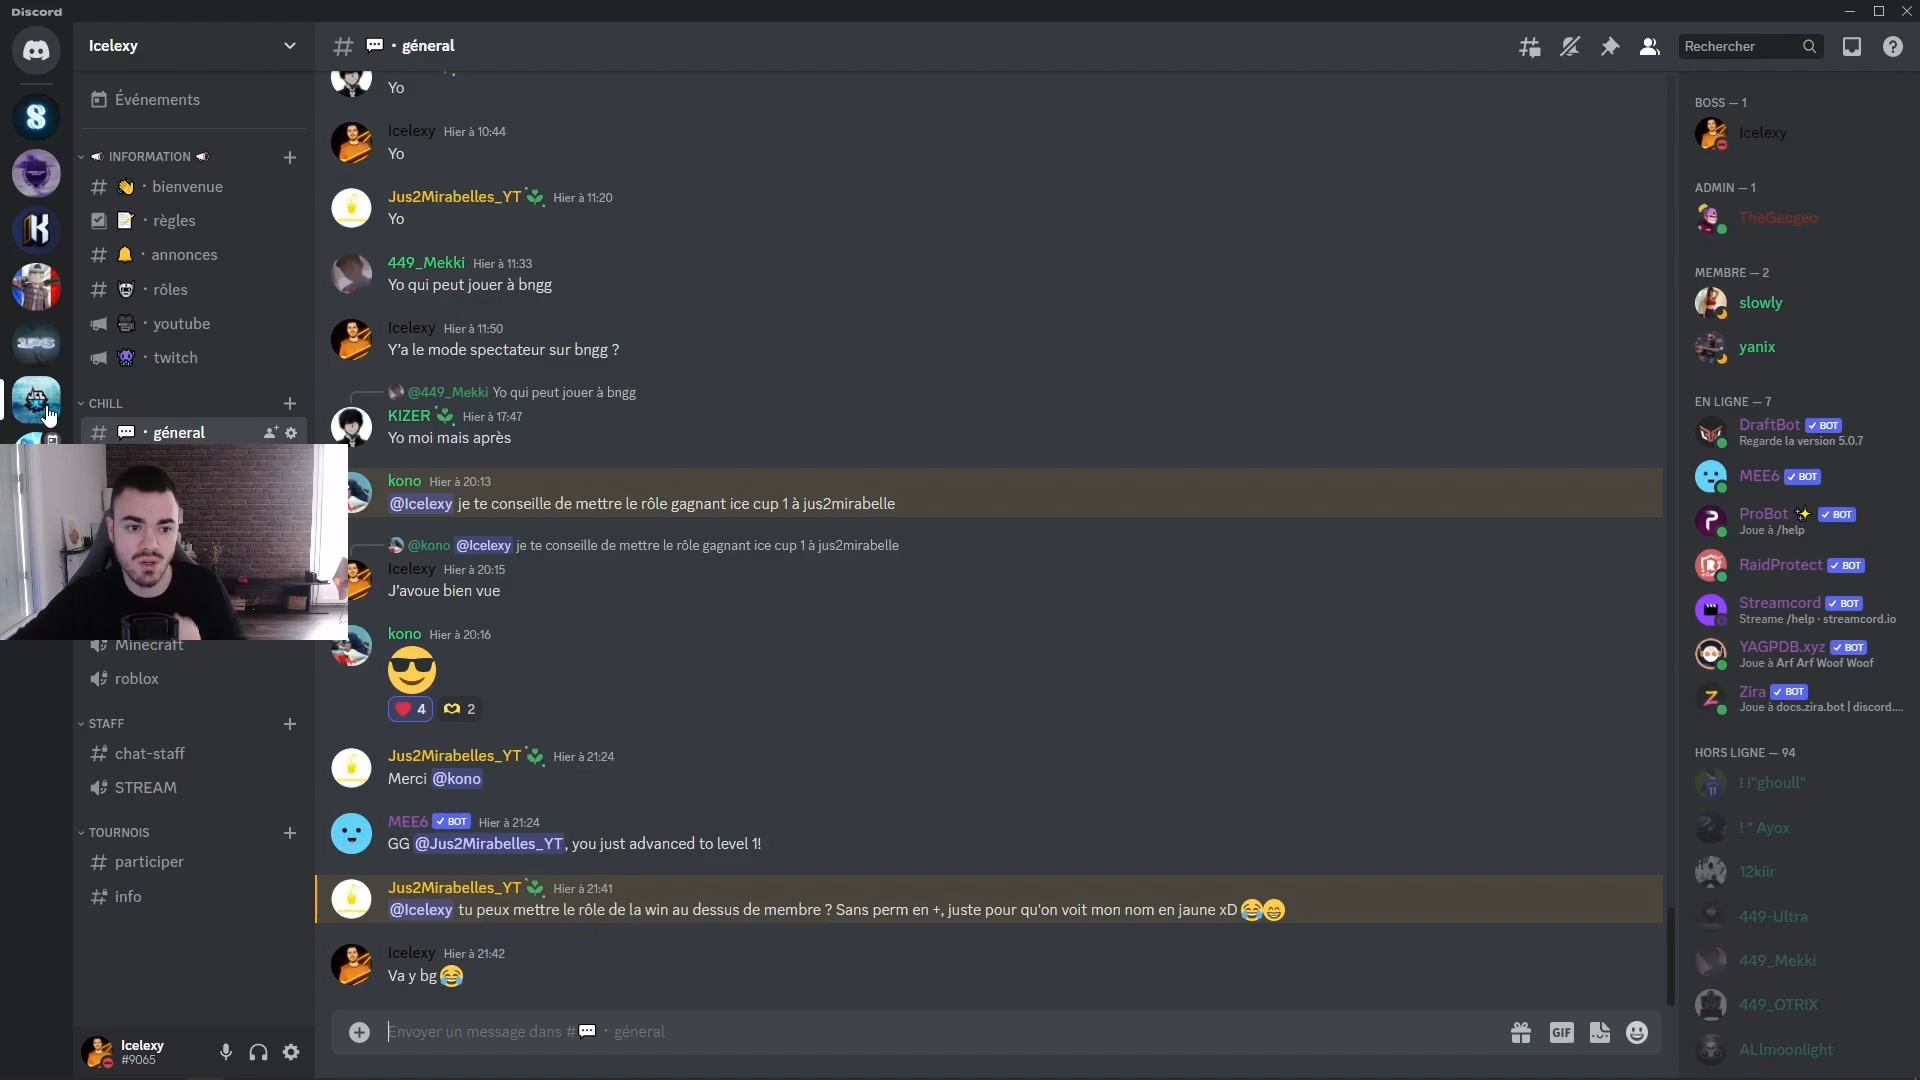 Discord
Icelexy
💬・géneral
Rechercher
Événements
INFORMATION
👋・bienvenue
📝・règles
🔔・annonces
・rôles
🎥・youtube
👾・twitch
CHILL
💬・géneral
Minecraft
roblox
STAFF
chat-staff
STREAM
TOURNOIS
participer
info
Icelexy
#9065
Yo
Icelexy Hier à 10:44
Yo
Jus2Mirabelles_YT Hier à 11:20
Yo
449_Mekki Hier à 11:33
Yo qui peut jouer à bngg
Icelexy Hier à 11:50
Y'a le mode spectateur sur bngg ?
@449_Mekki Yo qui peut jouer à bngg
KIZER Hier à 17:47
Yo moi mais après
kono Hier à 20:13
@Icelexy je te conseille de mettre le rôle gagnant ice cup 1 à jus2mirabelle
@kono @Icelexy je te conseille de mettre le rôle gagnant ice cup 1 à jus2mirabelle
Icelexy Hier à 20:15
J'avoue bien vue
kono Hier à 20:16
😎
❤️ 4 🫶 2
Jus2Mirabelles_YT Hier à 21:24
Merci @kono
MEE6 ✓ BOT Hier à 21:24
GG @Jus2Mirabelles_YT, you just advanced to level 1!
Jus2Mirabelles_YT Hier à 21:41
@Icelexy tu peux mettre le rôle de la win au dessus de membre ? Sans perm en +, juste pour qu'on voit mon nom en jaune xD 😂😁
Icelexy Hier à 21:42
Va y bg 😂
Envoyer un message dans #💬・géneral
GIF
BOSS — 1
Icelexy
ADMIN — 1
TheGeogeo
MEMBRE — 2
slowly
yanix
EN LIGNE — 7
DraftBot ✓ BOT
Regarde la version 5.0.7
MEE6 ✓ BOT
ProBot ✨ ✓ BOT
Joue à /help
RaidProtect ✓ BOT
Streamcord ✓ BOT
Streame /help · streamcord.io
YAGPDB.xyz ✓ BOT
Joue à Arf Arf Woof Woof
Zira ✓ BOT
Joue à docs.zira.bot | discord....
HORS LIGNE — 94
! !"ghoull"
! " Ayox
12kiir
449-Ultra
449_Mekki
449_OTRIX
ALlmoonlight